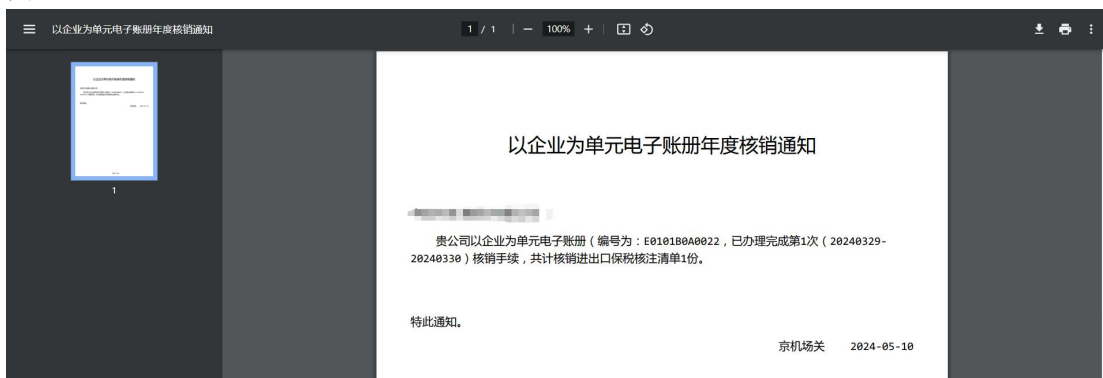 以企业为单元电子账册年度核销通知
1 / 1
100%
1
以企业为单元电子账册年度核销通知
贵公司以企业为单元电子账册（编号为：E0101B0A0022，已办理完成第1次（20240329-
20240330）核销手续，共计核销进出口保税核注清单1份。
特此通知。
京机场关 2024-05-10